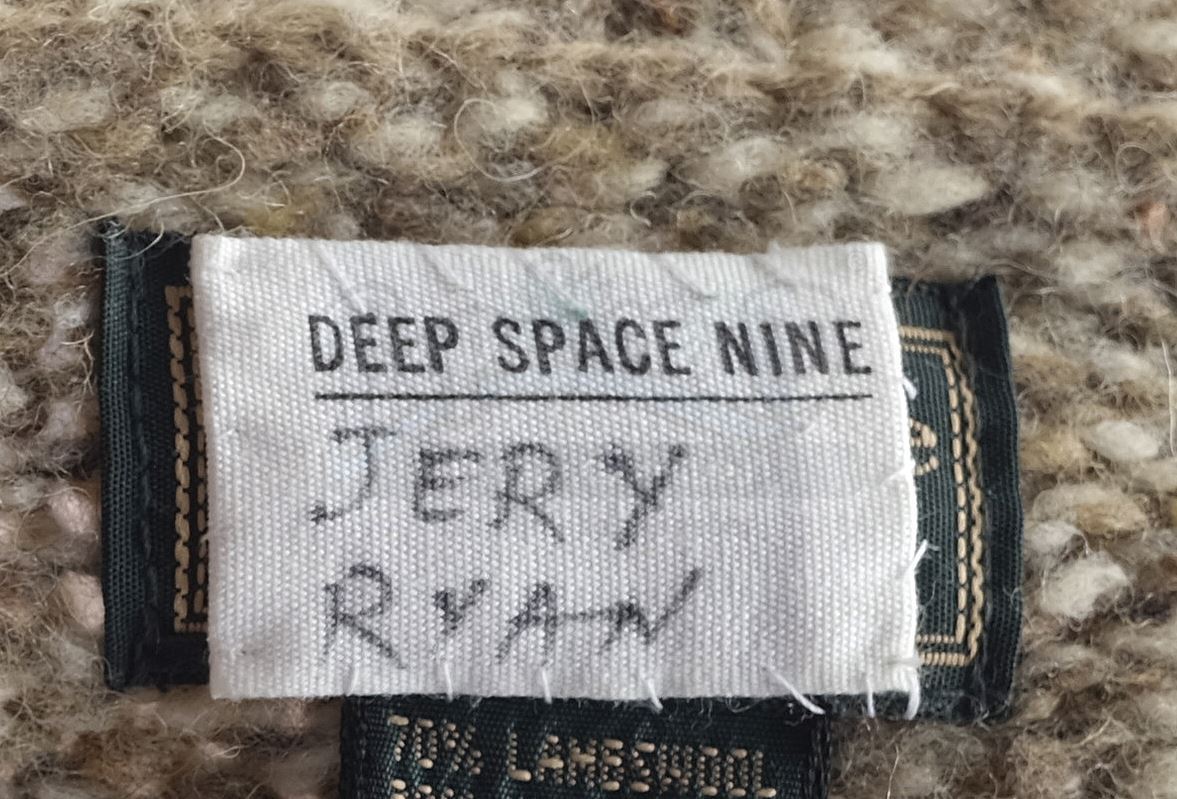 DEEP SPACE NINE
JERY
RYAN
70% LAMBSWOOL